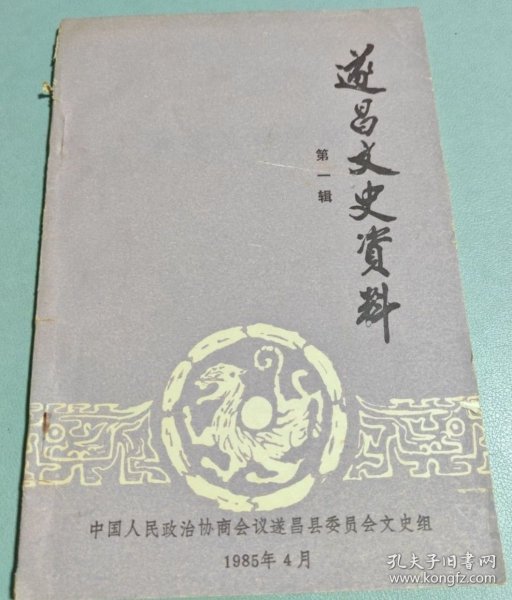 遂昌文史资料
第一辑
中国人民政治协商会议遂昌县委员会文史组
1985年4月
孔夫子旧书网
www.kongfz.com